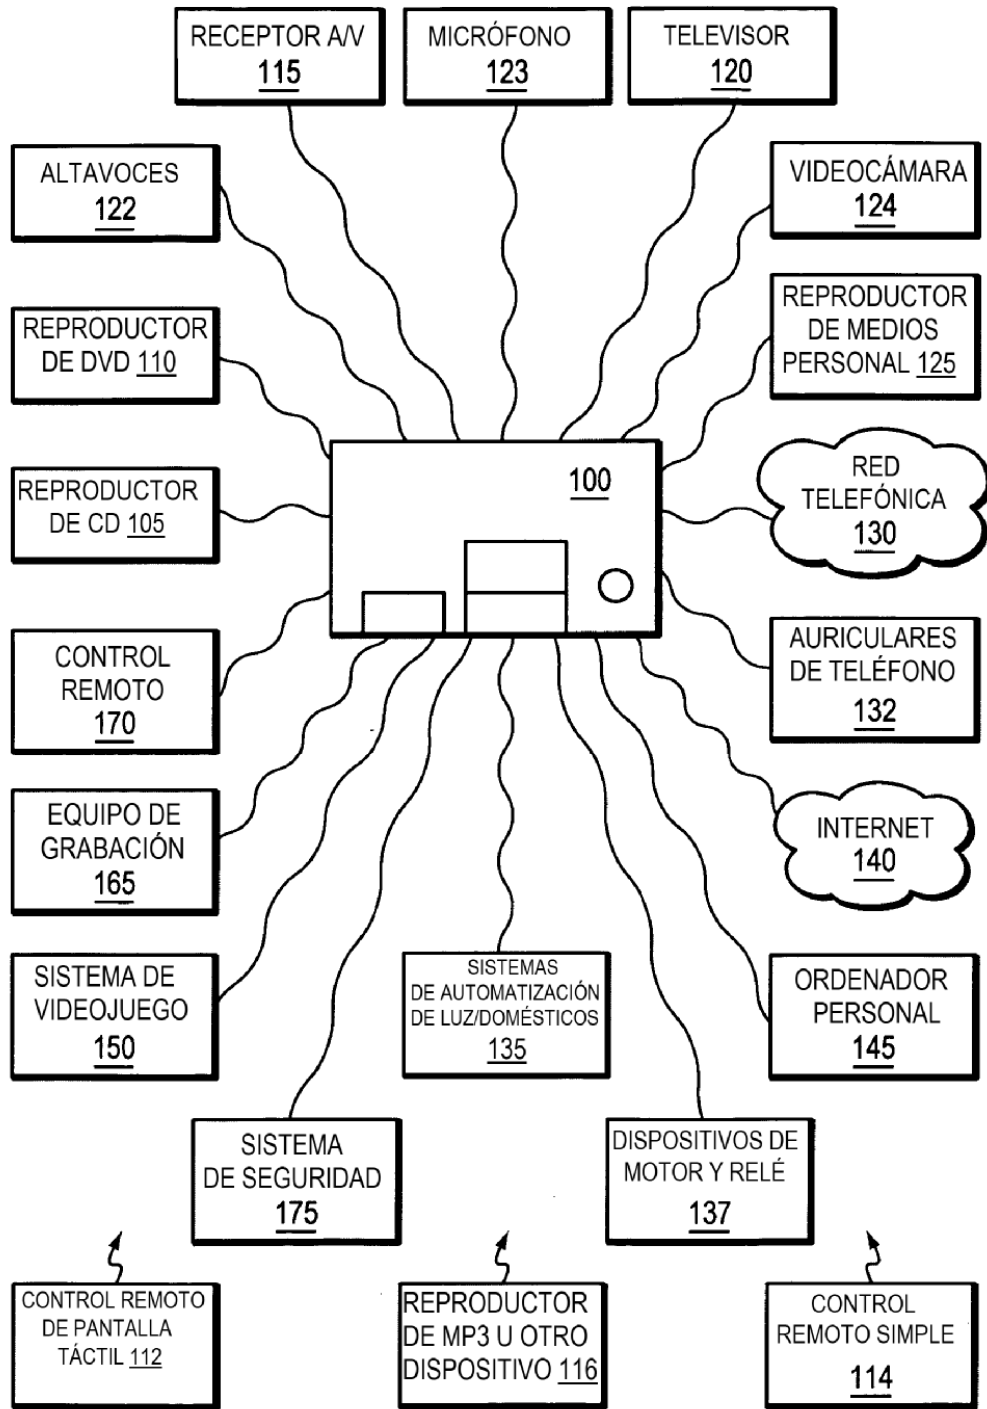 RECEPTOR A/V
115
MICRÓFONO
123
TELEVISOR
120
ALTAVOCES
122
VIDEOCÁMARA
124
REPRODUCTOR
DE DVD 110
REPRODUCTOR
DE MEDIOS
PERSONAL 125
REPRODUCTOR
DE CD 105
100
RED
TELEFÓNICA
130
CONTROL
REMOTO
170
AURICULARES
DE TELÉFONO
132
EQUIPO DE
GRABACIÓN
165
INTERNET
140
SISTEMA DE
VIDEOJUEGO
150
SISTEMAS
DE AUTOMATIZACIÓN
DE LUZ/DOMÉSTICOS
135
ORDENADOR
PERSONAL
145
SISTEMA
DE SEGURIDAD
175
DISPOSITIVOS DE
MOTOR Y RELÉ
137
CONTROL REMOTO
DE PANTALLA
TÁCTIL 112
REPRODUCTOR
DE MP3 U OTRO
DISPOSITIVO 116
CONTROL
REMOTO SIMPLE
114